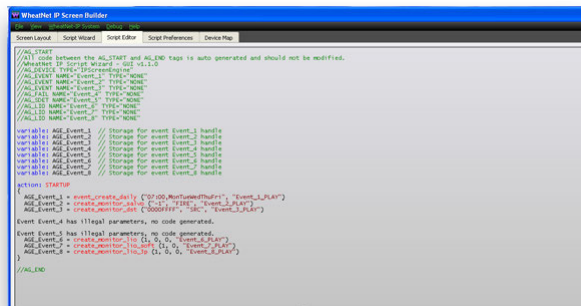 WheatNet IP Screen Builder
File View WheatNet-IP System Debug Help
Screen Layout Script Wizard Script Editor Script Preferences Device Map
//AG_START
//All code between the AG_START and AG_END tags is auto generated and should not be modified.
//WheatNet IP Script Wizard - GUI v1.1.0
//AG_DEVICE TYPE="IPScreenEngine"
//AG_EVENT NAME="Event_1" TYPE="NONE"
//AG_EVENT NAME="Event_2" TYPE="NONE"
//AG_EVENT NAME="Event_3" TYPE="NONE"
//AG_FAIL NAME="Event_4" TYPE="NONE"
//AG_SDET NAME="Event_5" TYPE="NONE"
//AG_LIO NAME="Event_6" TYPE="NONE"
//AG_LIO NAME="Event_7" TYPE="NONE"
//AG_LIO NAME="Event_8" TYPE="NONE"
variable: AGE_Event_1 // Storage for event Event_1 handle
variable: AGE_Event_2 // Storage for event Event_2 handle
variable: AGE_Event_3 // Storage for event Event_3 handle
variable: AGE_Event_4 // Storage for event Event_4 handle
variable: AGE_Event_5 // Storage for event Event_5 handle
variable: AGE_Event_6 // Storage for event Event_6 handle
variable: AGE_Event_7 // Storage for event Event_7 handle
variable: AGE_Event_8 // Storage for event Event_8 handle
action: STARTUP
{
AGE_Event_1 = event_create_daily ("07:00,MonTueWedThuFri", "Event_1_PLAY")
AGE_Event_2 = create_monitor_salvo ("-1", "FIRE", "Event_2_PLAY")
AGE_Event_3 = create_monitor_dst ("0000FFFF", "SRC", "Event_3_PLAY")
Event Event_4 has illegal parameters, no code generated.
Event Event_5 has illegal parameters, no code generated.
AGE_Event_6 = create_monitor_lio (1, 0, 0, "Event_6_PLAY")
AGE_Event_7 = create_monitor_lio_soft (1, 0, "Event_7_PLAY")
AGE_Event_8 = create_monitor_lio_Jp (1, 0, 0, "Event_8_PLAY")
}
//AG_END